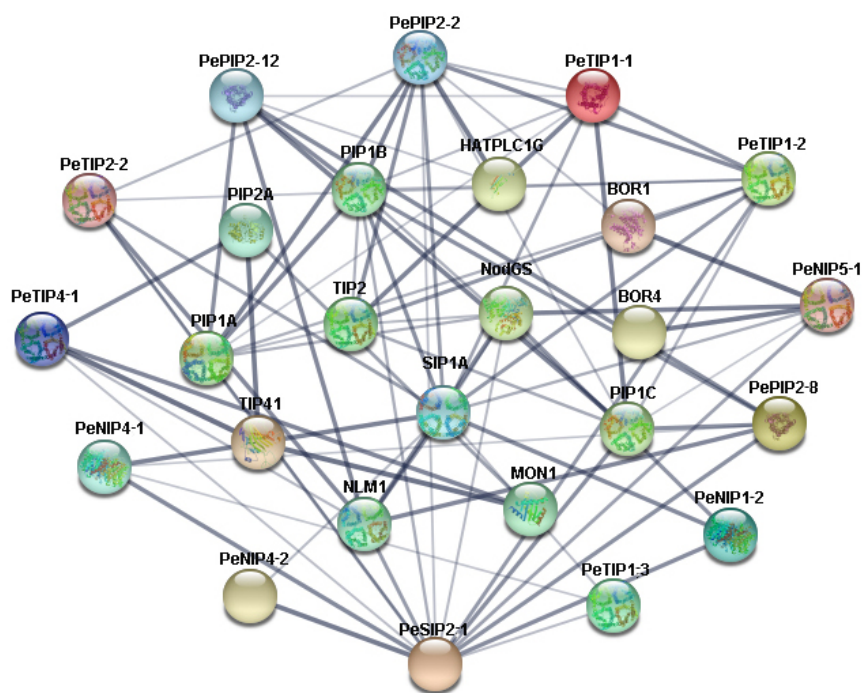 PePIP2-2
PePIP2-12
PeTIP1-1
HATPLC1G
PIP1B
PeTIP1-2
PeTIP2-2
PIP2A
BOR1
PeTIP4-1
TIP2
NodGS
BOR4
PeNIP5-1
PIP1A
SIP1A
PIP1C
PePIP2-8
TIP41
PeNIP4-1
NLM1
MON1
PeNIP1-2
PeNIP4-2
PeTIP1-3
PeSIP2-1